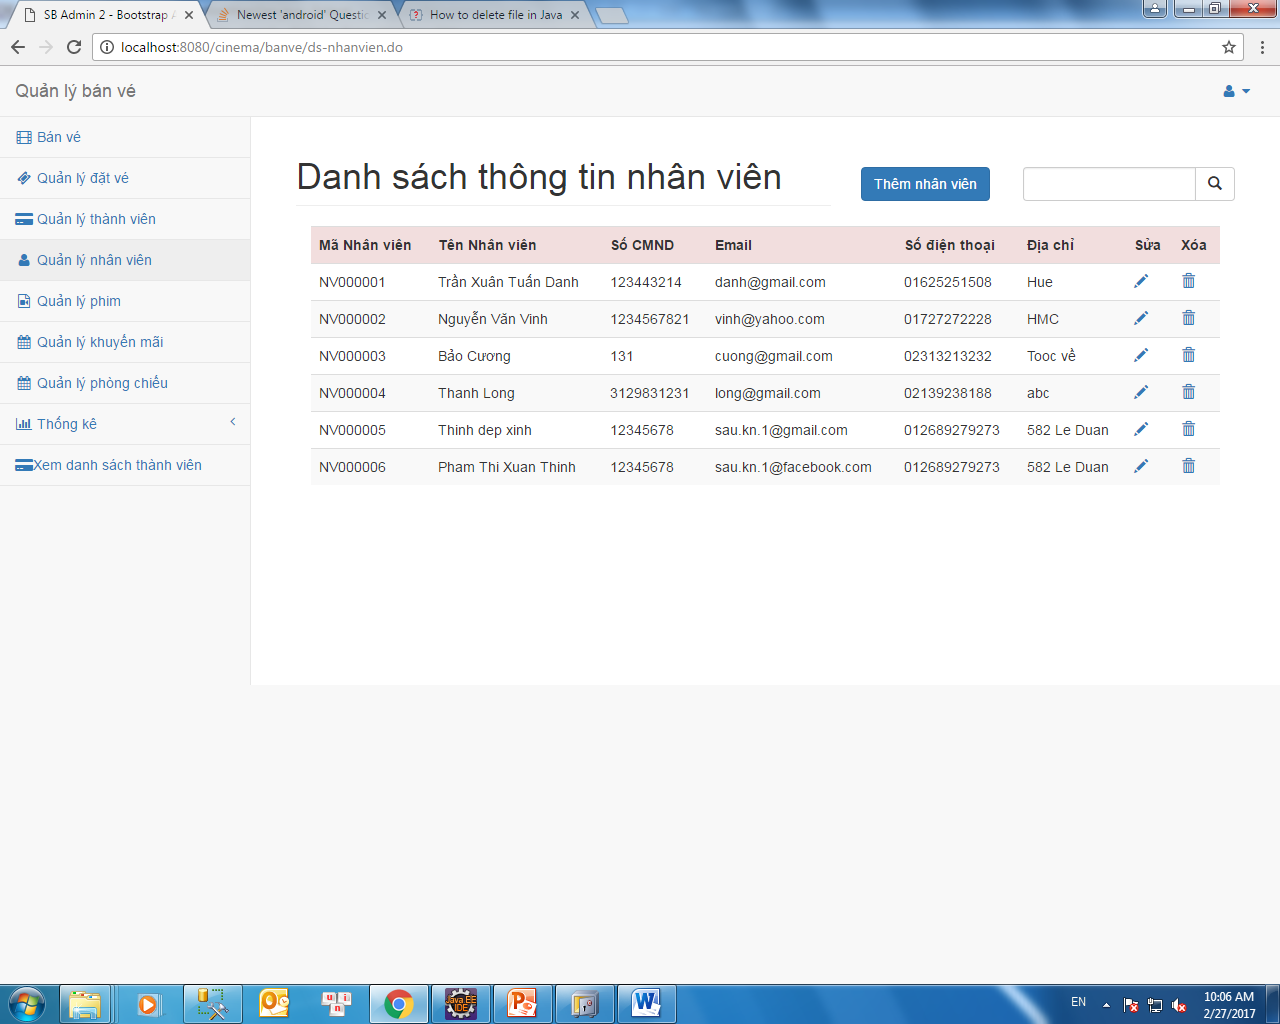 SB Admin 2 - Bootstrap A
Newest 'android' Questio
How to delete file in Java
localhost:8080/cinema/banve/ds-nhanvien.do
Quản lý bán vé
Bán vé
Quản lý đặt vé
Quản lý thành viên
Quản lý nhân viên
Quản lý phim
Quản lý khuyến mãi
Quản lý phòng chiếu
Thống kê
Xem danh sách thành viên
Danh sách thông tin nhân viên
Thêm nhân viên
Mã Nhân viên Tên Nhân viên Số CMND Email Số điện thoại Địa chỉ Sửa Xóa
NV000001 Trần Xuân Tuấn Danh 123443214 danh@gmail.com 01625251508 Hue
NV000002 Nguyễn Văn Vinh 1234567821 vinh@yahoo.com 01727272228 HMC
NV000003 Bảo Cương 131 cuong@gmail.com 02313213232 Tooc về
NV000004 Thanh Long 3129831231 long@gmail.com 02139238188 abc
NV000005 Thinh dep xinh 12345678 sau.kn.1@gmail.com 012689279273 582 Le Duan
NV000006 Pham Thi Xuan Thinh 12345678 sau.kn.1@facebook.com 012689279273 582 Le Duan
u i n
Java EE
IDE
EN
10:06 AM
2/27/2017